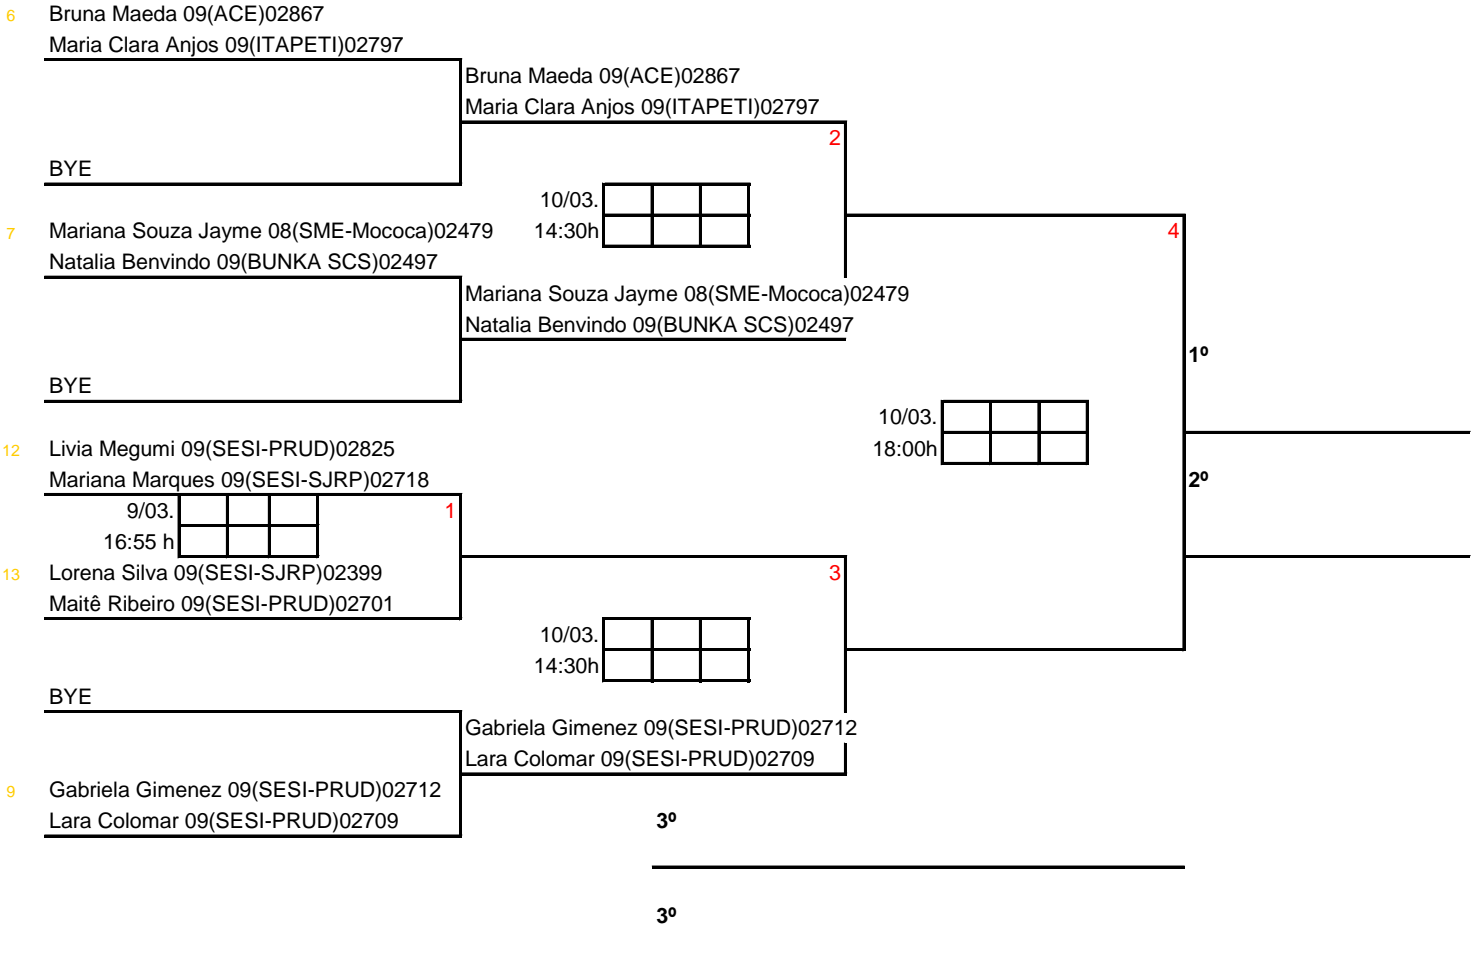 6 Bruna Maeda 09(ACE)02867
Maria Clara Anjos 09(ITAPETI)02797
Bruna Maeda 09(ACE)02867
Maria Clara Anjos 09(ITAPETI)02797
2
BYE
10/03.
14:30h
7 Mariana Souza Jayme 08(SME-Mococa)02479
Natalia Benvindo 09(BUNKA SCS)02497
4
Mariana Souza Jayme 08(SME-Mococa)02479
Natalia Benvindo 09(BUNKA SCS)02497
1º
BYE
10/03.
18:00h
12 Livia Megumi 09(SESI-PRUD)02825
Mariana Marques 09(SESI-SJRP)02718
2º
9/03.
16:55 h
1
13 Lorena Silva 09(SESI-SJRP)02399
Maitê Ribeiro 09(SESI-PRUD)02701
3
10/03.
14:30h
BYE
Gabriela Gimenez 09(SESI-PRUD)02712
Lara Colomar 09(SESI-PRUD)02709
9 Gabriela Gimenez 09(SESI-PRUD)02712
Lara Colomar 09(SESI-PRUD)02709
3º
3º